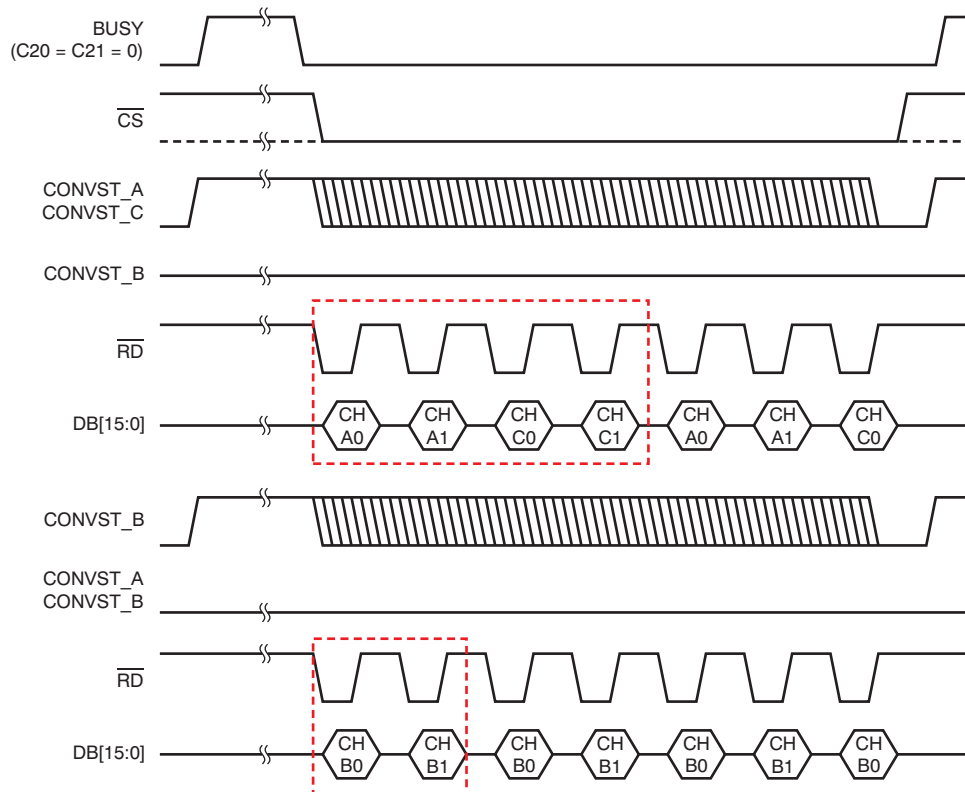 BUSY
(C20 = C21 = 0)
CS
CONVST_A
CONVST_C
CONVST_B
RD
DB[15:0]
CH A0
CH A1
CH C0
CH C1
CH A0
CH A1
CH C0
CONVST_B
CONVST_A
CONVST_B
RD
DB[15:0]
CH B0
CH B1
CH B0
CH B1
CH B0
CH B1
CH B0